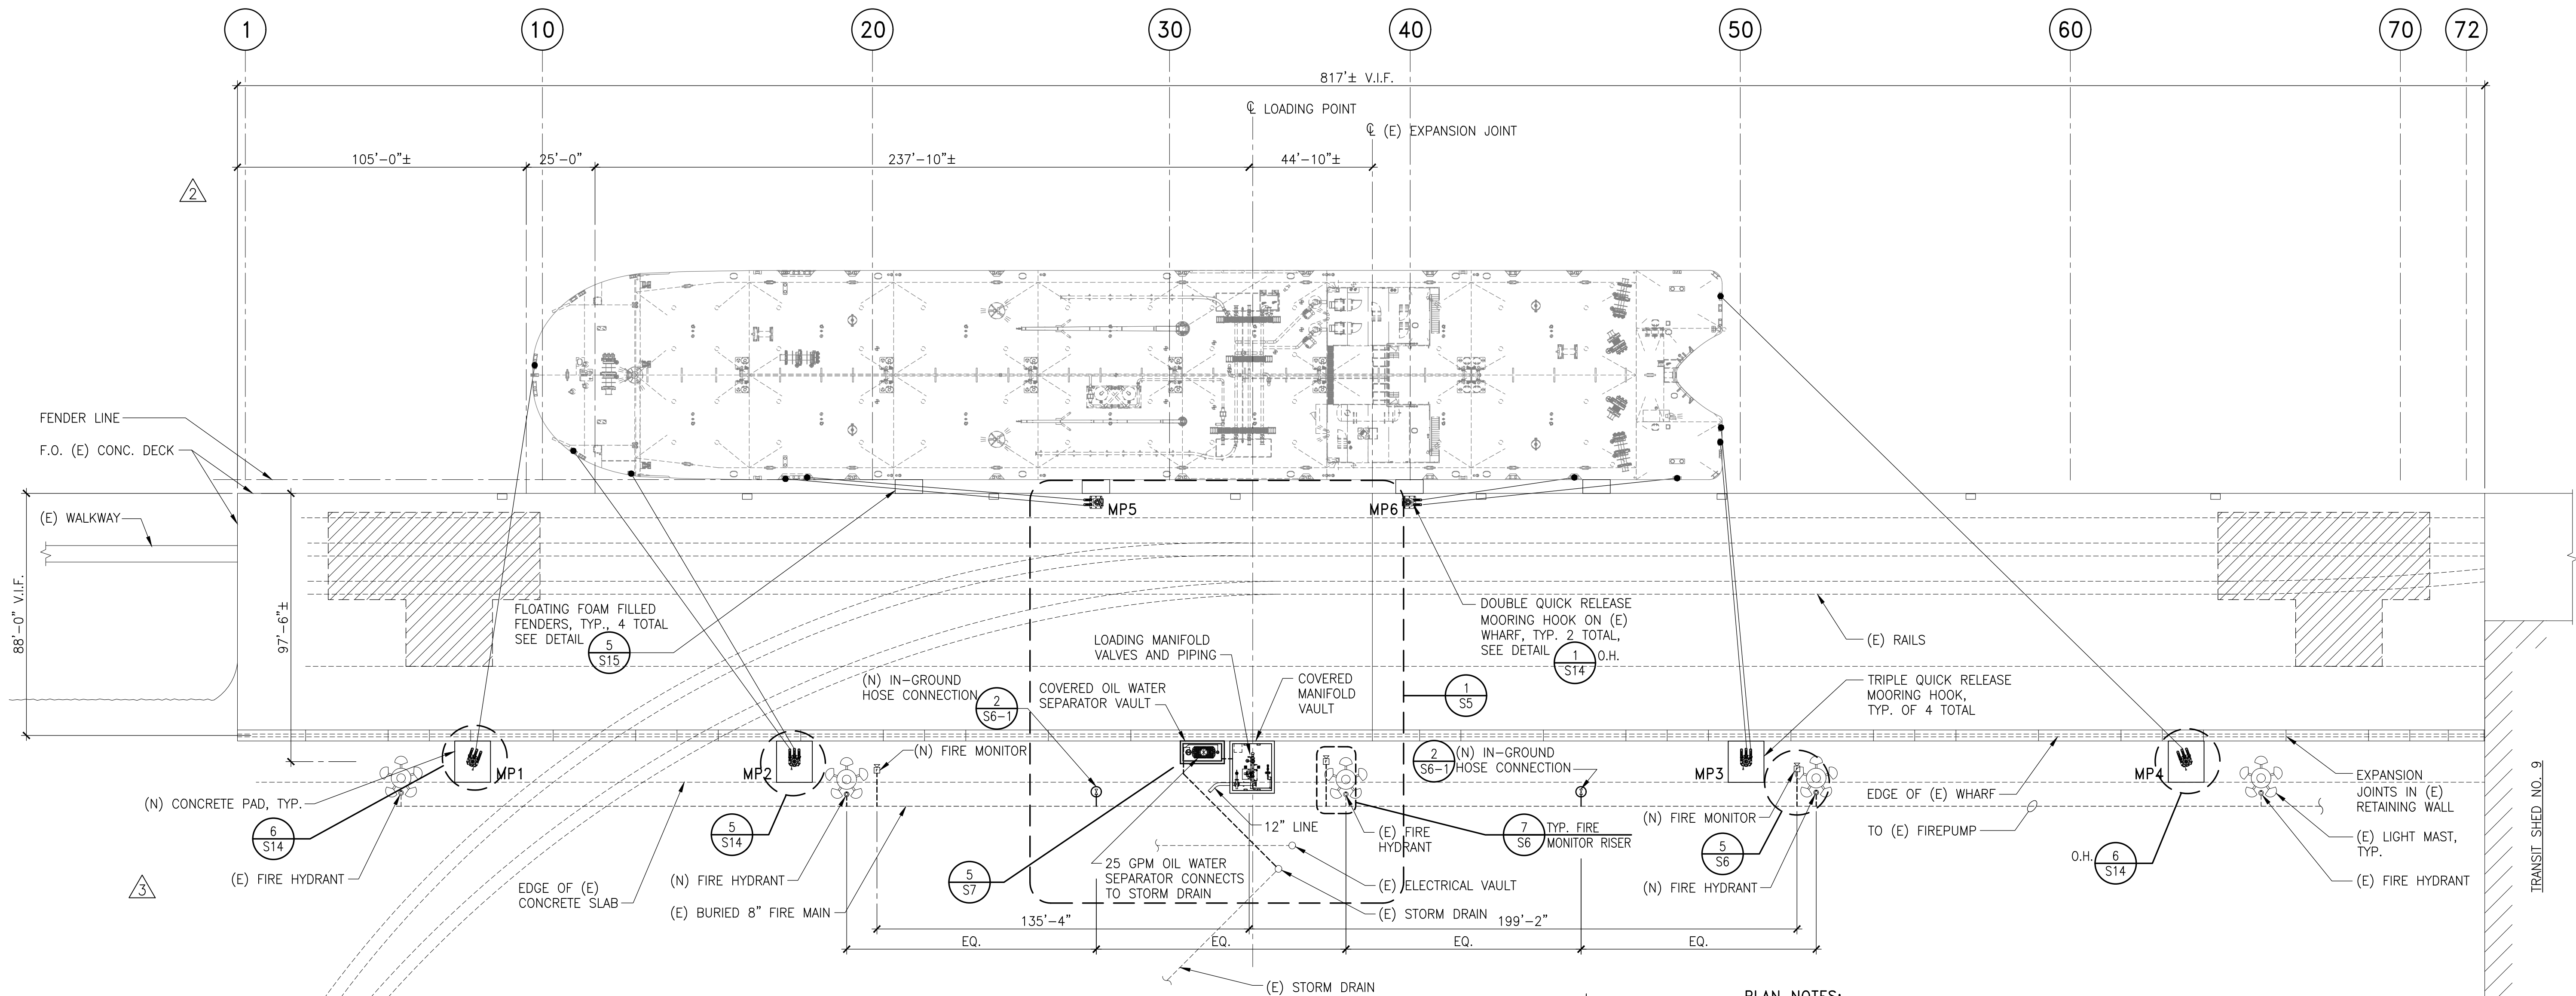 1
10
20
30
40
50
60
70
72
817'± V.I.F.
℄ LOADING POINT
℄ (E) EXPANSION JOINT
105'-0"±
25'-0"
237'-10"±
44'-10"±
2
FENDER LINE
F.O. (E) CONC. DECK
(E) WALKWAY
88'-0" V.I.F.
97'-6"±
MP5
MP6
FLOATING FOAM FILLED
FENDERS, TYP., 4 TOTAL
SEE DETAIL
5
S15
DOUBLE QUICK RELEASE
MOORING HOOK ON (E)
WHARF, TYP. 2 TOTAL,
SEE DETAIL
1
S14
O.H.
(E) RAILS
LOADING MANIFOLD
VALVES AND PIPING
(N) IN-GROUND
HOSE CONNECTION
2
S6-1
COVERED OIL WATER
SEPARATOR VAULT
COVERED
MANIFOLD
VAULT
1
S5
TRIPLE QUICK RELEASE
MOORING HOOK,
TYP. OF 4 TOTAL
(N) FIRE MONITOR
2
S6-1
(N) IN-GROUND
HOSE CONNECTION
MP1
MP2
MP3
MP4
(N) CONCRETE PAD, TYP.
6
S14
(E) FIRE HYDRANT
3
5
S14
EDGE OF (E)
CONCRETE SLAB
(N) FIRE HYDRANT
(E) BURIED 8" FIRE MAIN
5
S7
12" LINE
25 GPM OIL WATER
SEPARATOR CONNECTS
TO STORM DRAIN
(E) FIRE
HYDRANT
7
S6
TYP. FIRE
MONITOR RISER
(E) ELECTRICAL VAULT
(E) STORM DRAIN
(N) FIRE MONITOR
5
S6
(N) FIRE HYDRANT
EDGE OF (E) WHARF
TO (E) FIREPUMP
O.H.
6
S14
EXPANSION
JOINTS IN (E)
RETAINING WALL
(E) LIGHT MAST,
TYP.
(E) FIRE HYDRANT
TRANSIT SHED NO. 9
135'-4"
199'-2"
EQ.
EQ.
EQ.
EQ.
(E) STORM DRAIN
PLAN NOTES: